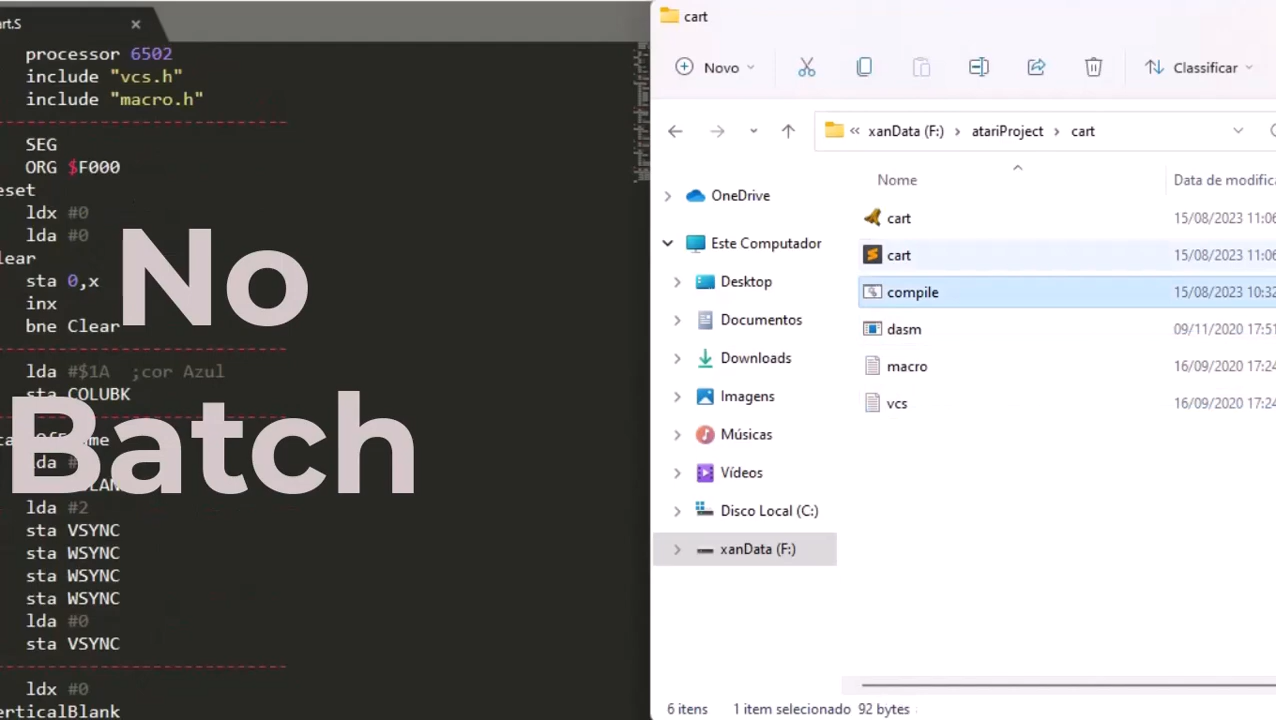 rt.S
processor 6502
include "vcs.h"
include "macro.h"
SEG
ORG $F000
eset
ldx #0
lda #0
lear
sta 0,x
inx
bne Clear
lda #$1A ;cor Azul
sta COLUBK
lda #2
sta VSYNC
sta WSYNC
sta WSYNC
sta WSYNC
lda #0
sta VSYNC
ldx #0
erticalBlank
No
Batch
cart
Novo
Classificar
xanData (F:)
atariProject
cart
Nome
Data de modifica
OneDrive
Este Computador
Desktop
Documentos
Downloads
Imagens
Músicas
Vídeos
Disco Local (C:)
xanData (F:)
cart 15/08/2023 11:06
cart 15/08/2023 11:06
compile 15/08/2023 10:32
dasm 09/11/2020 17:51
macro 16/09/2020 17:24
vcs 16/09/2020 17:24
6 itens 1 item selecionado 92 bytes